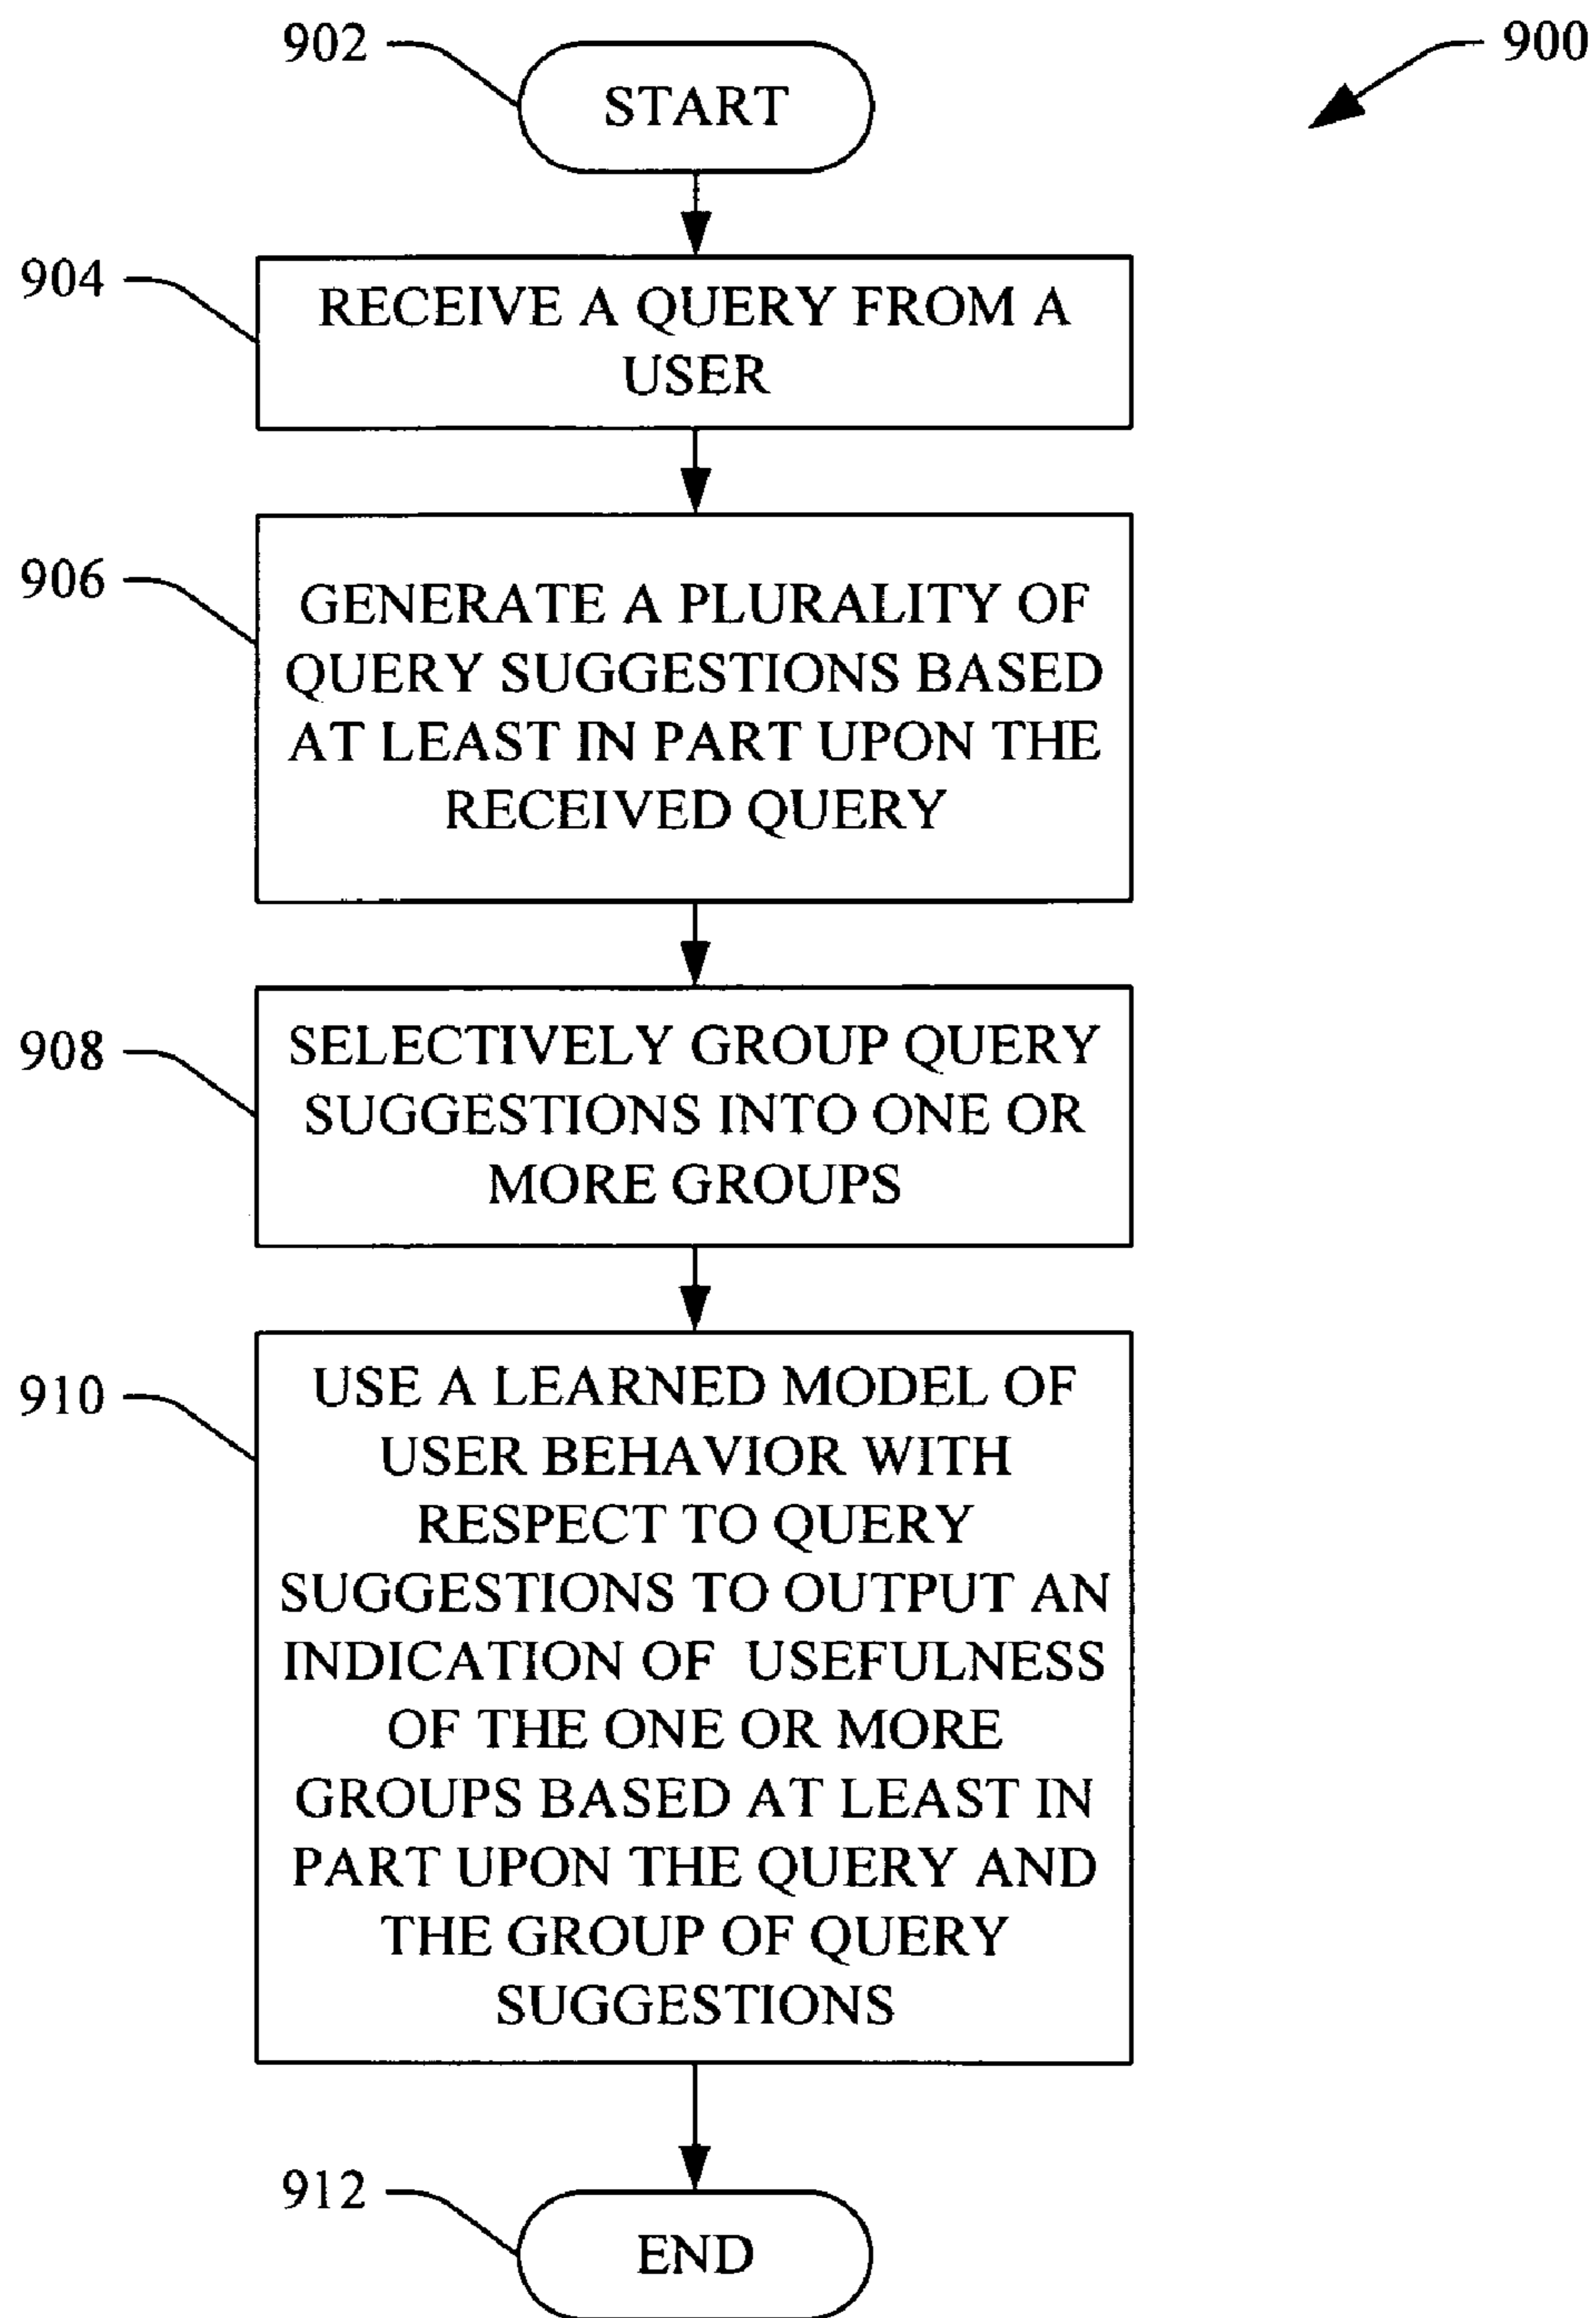 902
900
START
904
RECEIVE A QUERY FROM A
USER
906
GENERATE A PLURALITY OF
QUERY SUGGESTIONS BASED
AT LEAST IN PART UPON THE
RECEIVED QUERY
908
SELECTIVELY GROUP QUERY
SUGGESTIONS INTO ONE OR
MORE GROUPS
910
USE A LEARNED MODEL OF
USER BEHAVIOR WITH
RESPECT TO QUERY
SUGGESTIONS TO OUTPUT AN
INDICATION OF USEFULNESS
OF THE ONE OR MORE
GROUPS BASED AT LEAST IN
PART UPON THE QUERY AND
THE GROUP OF QUERY
SUGGESTIONS
912
END